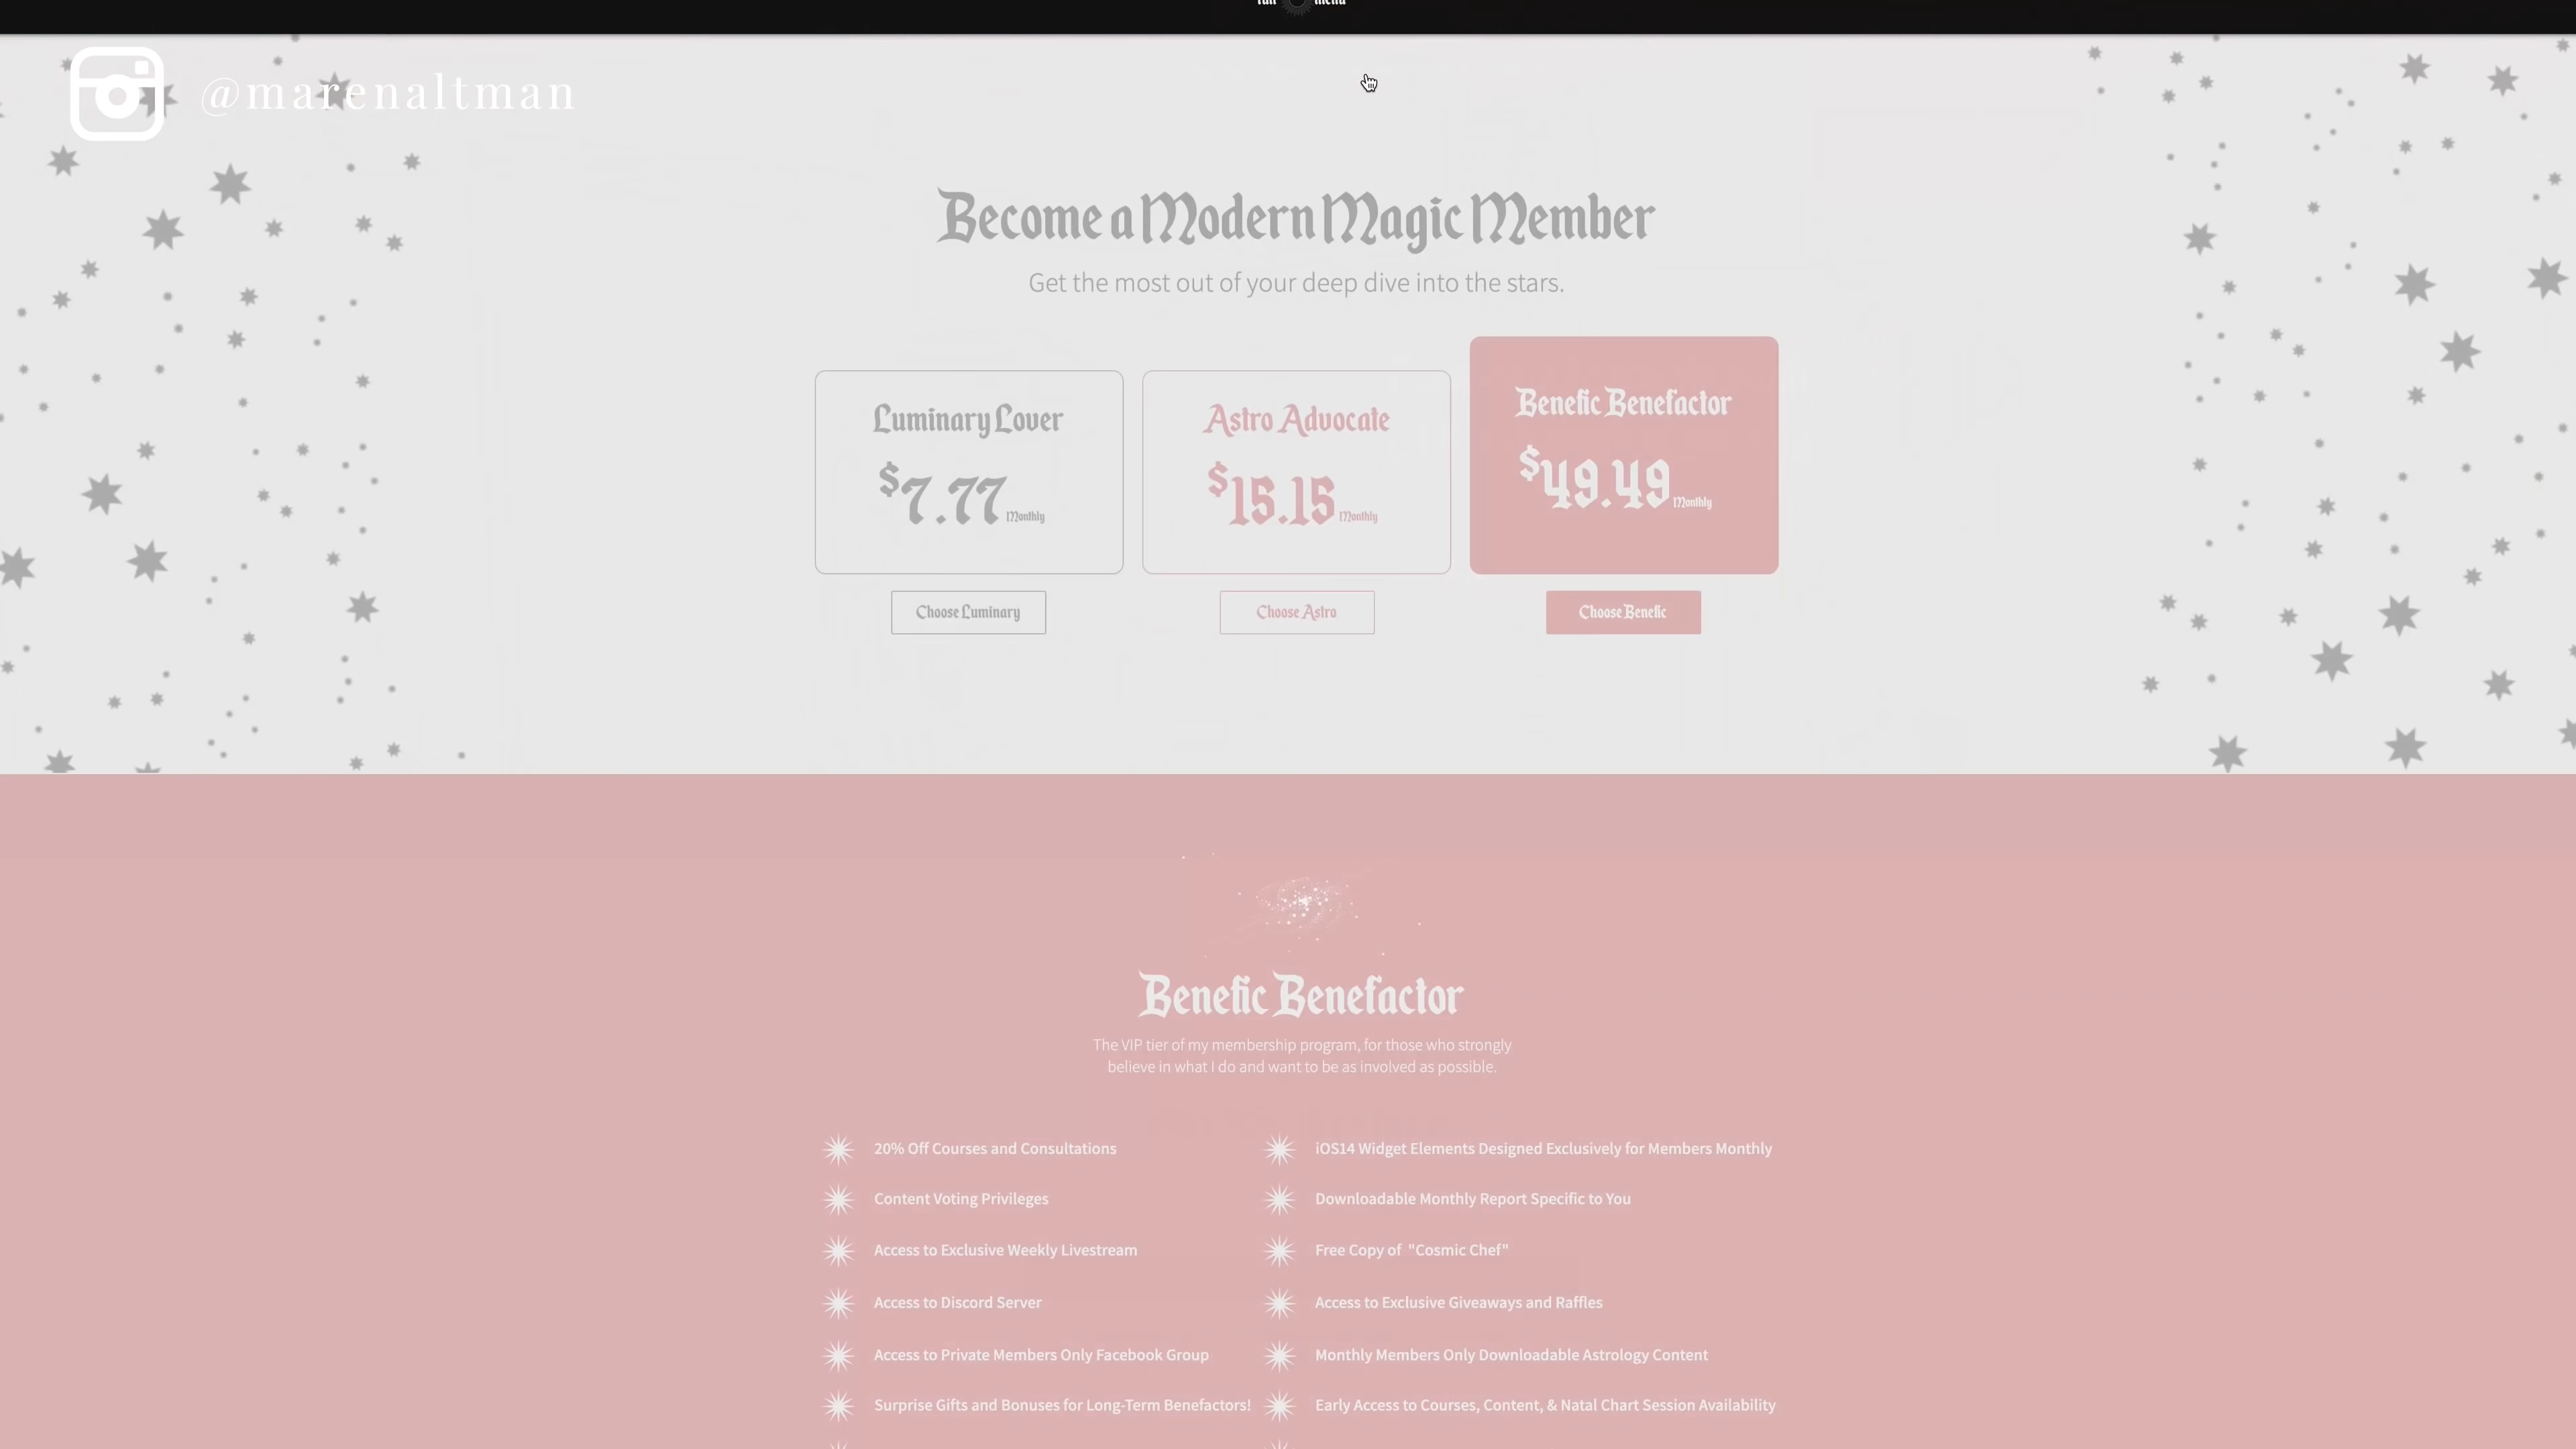 @marenaltman
Become a Modern Magic Member
Get the most out of your deep dive into the stars.
Luminary Lover
$7.77 Monthly
Choose Luminary
Astro Advocate
$15.15 Monthly
Choose Astro
Benefic Benefactor
$49.49 Monthly
Choose Benefic
Benefic Benefactor
The VIP tier of my membership program, for those who strongly
believe in what I do and want to be as involved as possible.
20% Off Courses and Consultations
Content Voting Privileges
Access to Exclusive Weekly Livestream
Access to Discord Server
Access to Private Members Only Facebook Group
Surprise Gifts and Bonuses for Long-Term Benefactors!
iOS14 Widget Elements Designed Exclusively for Members Monthly
Downloadable Monthly Report Specific to You
Free Copy of "Cosmic Chef"
Access to Exclusive Giveaways and Raffles
Monthly Members Only Downloadable Astrology Content
Early Access to Courses, Content, & Natal Chart Session Availability